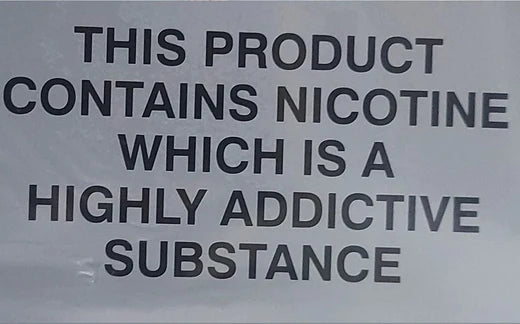 THIS PRODUCT
CONTAINS NICOTINE
WHICH IS A
HIGHLY ADDICTIVE
SUBSTANCE